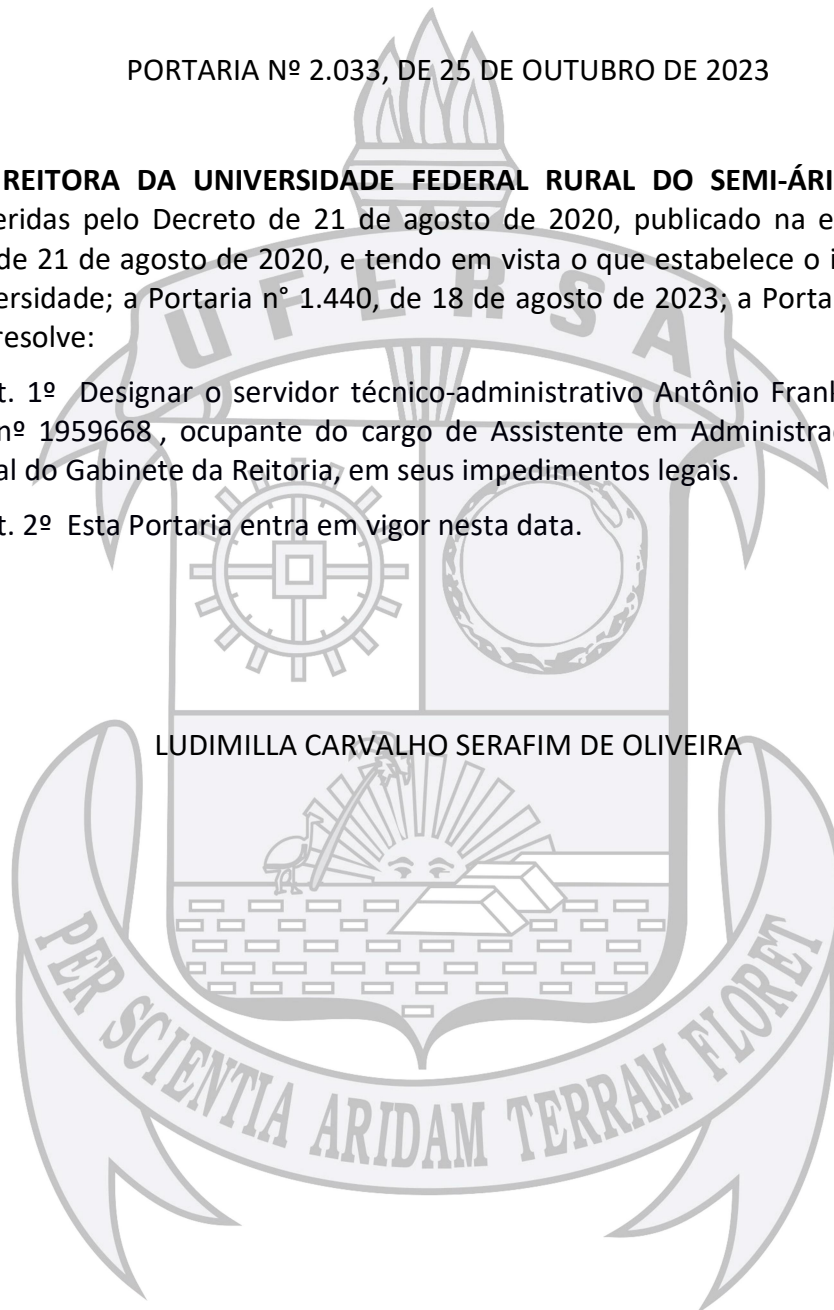 PORTARIA Nº 2.033, DE 25 DE OUTUBRO DE 2023
REITORA DA UNIVERSIDADE FEDERAL RURAL DO SEMI-ÁRI
eridas pelo Decreto de 21 de agosto de 2020, publicado na e
de 21 de agosto de 2020, e tendo em vista o que estabelece o i
ersidade; a Portaria n° 1.440, de 18 de agosto de 2023; a Porta
resolve:
UFERSA
t. 1º Designar o servidor técnico-administrativo Antônio Frank
nº 1959668 , ocupante do cargo de Assistente em Administra
al do Gabinete da Reitoria, em seus impedimentos legais.
t. 2º Esta Portaria entra em vigor nesta data.
LUDIMILLA CARVALHO SERAFIM DE OLIVEIRA
PER SCIENTIA ARIDAM TERRAM FLORET